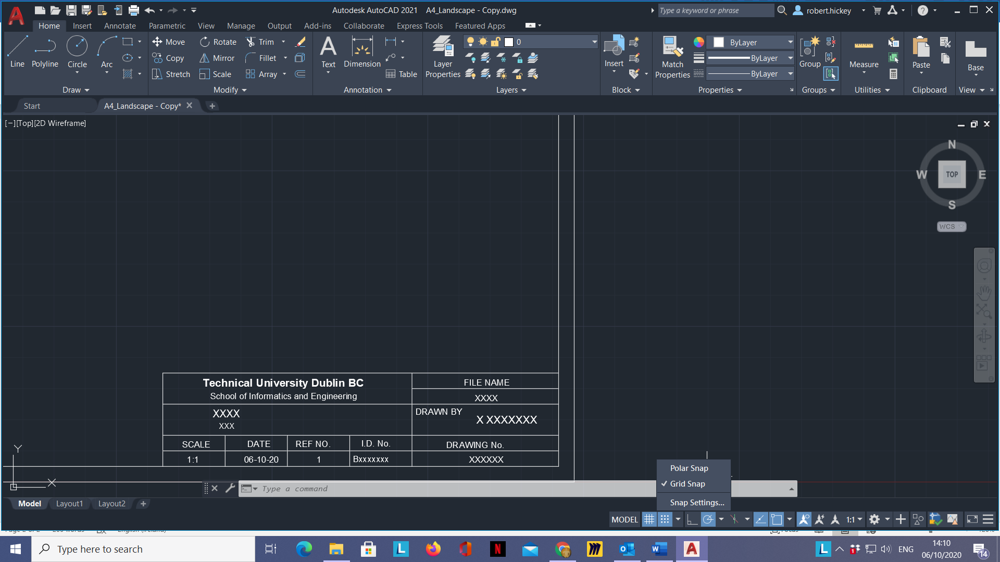 Autodesk AutoCAD 2021 A4_Landscape - Copy.dwg
Type a keyword or phrase
robert.hickey
Home Insert Annotate Parametric View Manage Output Add-ins Collaborate Express Tools Featured Apps
Line Polyline Circle Arc
Move Rotate Trim
Copy Mirror Fillet
Stretch Scale Array
Text Dimension Table
Layer Properties
0
Insert
Match Properties
ByLayer
ByLayer
ByLayer
Group Measure Paste Base
Draw Modify Annotation Layers Block Properties Groups Utilities Clipboard View
Start A4_Landscape - Copy*
[−][Top][2D Wireframe]
N
W TOP E
S
WCS
Technical University Dublin BC
School of Informatics and Engineering
FILE NAME
XXXX
XXXX
XXX
DRAWN BY
X XXXXXXX
SCALE DATE REF NO. I.D. No. DRAWING No.
1:1 06-10-20 1 Bxxxxxxx XXXXXX
Y
X
Type a command
Polar Snap
Grid Snap
Snap Settings...
Model Layout1 Layout2
MODEL 1:1
Type here to search
ENG
14:10
06/10/2020
14